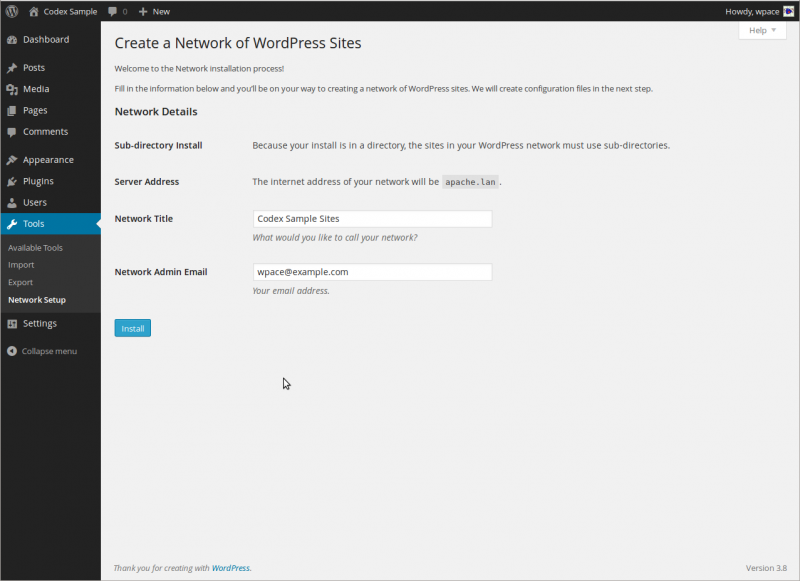 Codex Sample 0 New Howdy, wpace
Help
Dashboard
Posts
Media
Pages
Comments
Appearance
Plugins
Users
Tools
Available Tools
Import
Export
Network Setup
Settings
Collapse menu
Create a Network of WordPress Sites
Welcome to the Network installation process!
Fill in the information below and you'll be on your way to creating a network of WordPress sites. We will create configuration files in the next step.
Network Details
Sub-directory Install Because your install is in a directory, the sites in your WordPress network must use sub-directories.
Server Address The internet address of your network will be apache.lan.
Network Title Codex Sample Sites
What would you like to call your network?
Network Admin Email wpace@example.com
Your email address.
Install
Thank you for creating with WordPress. Version 3.8